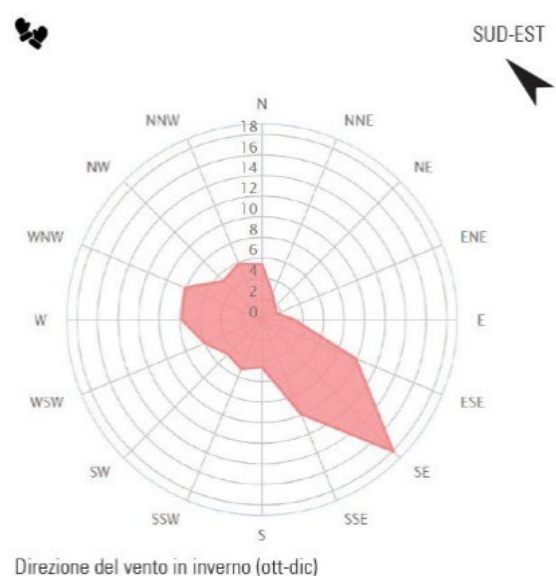 SUD-EST
N
NNE
NE
ENE
E
ESE
SE
SSE
S
SSW
SW
WSW
W
WNW
NW
NNW
18
16
14
12
10
8
6
4
2
0
Direzione del vento in inverno (ott-dic)